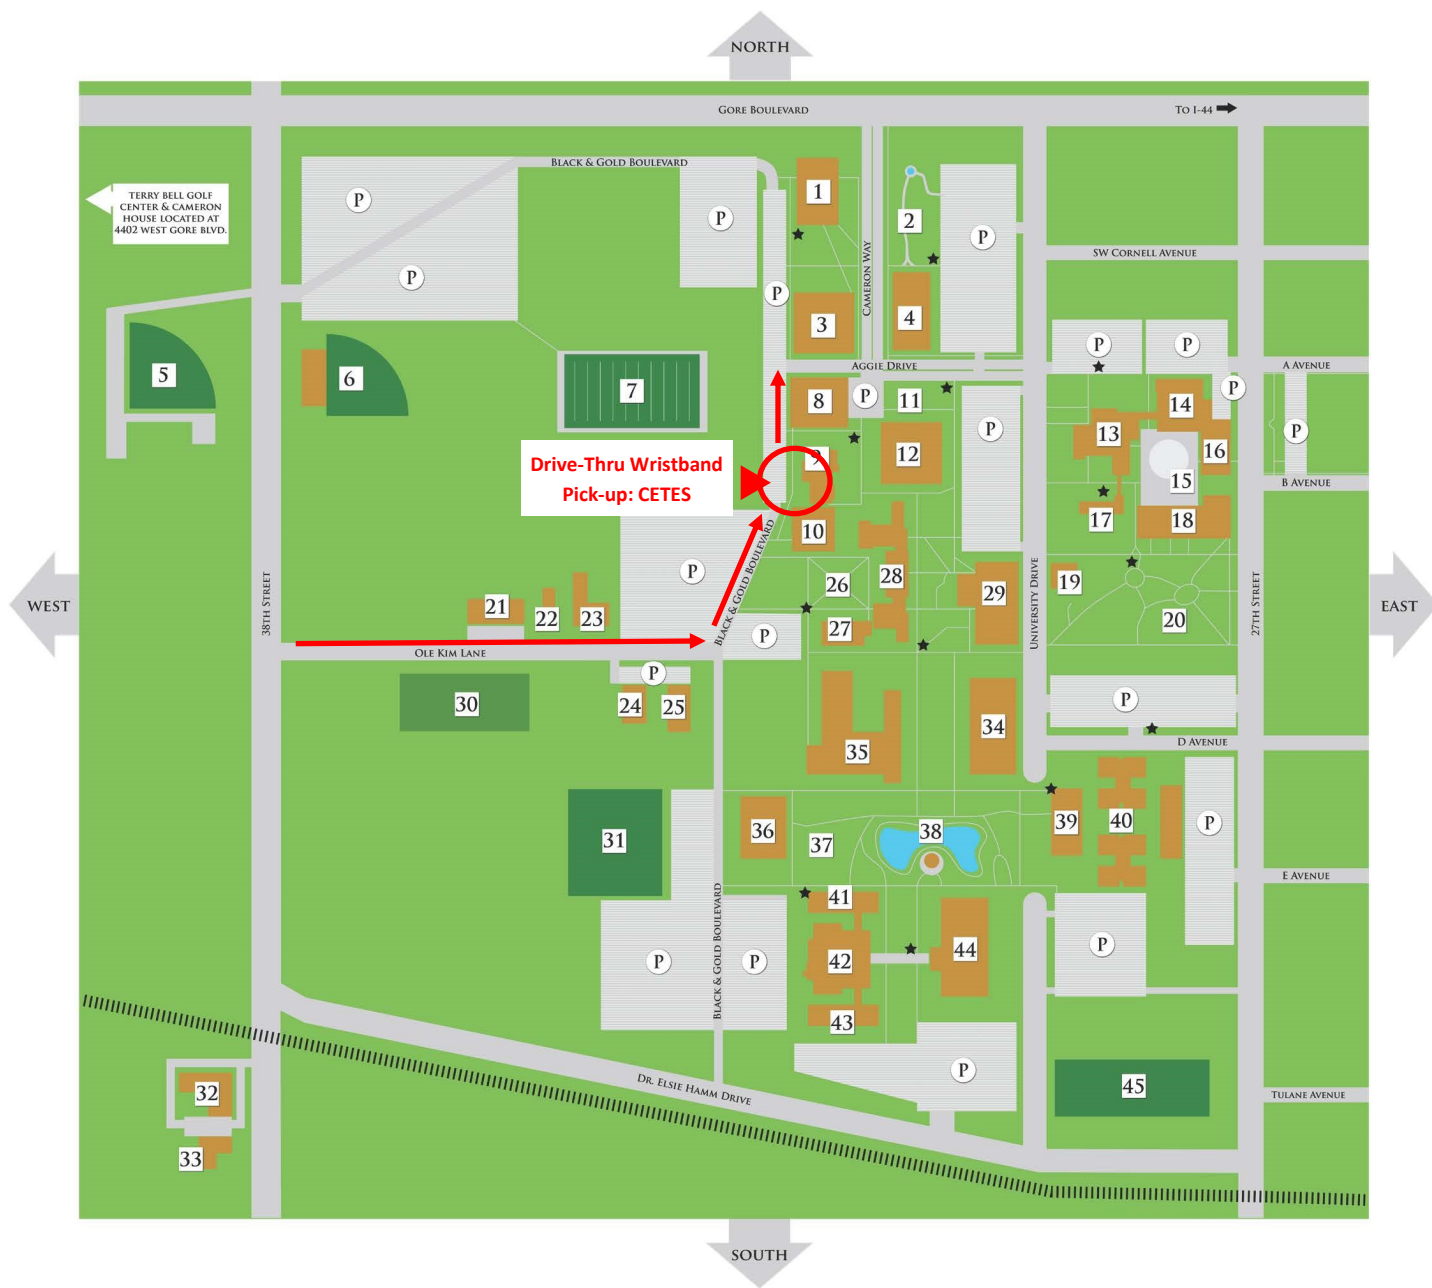 NORTH
GORE BOULEVARD
TO I-44
BLACK & GOLD BOULEVARD
TERRY BELL GOLF
CENTER & CAMERON
HOUSE LOCATED AT
4402 WEST GORE BLVD.
P
P
P
P
P
1
2
3
4
CAMERON WAY
SW CORNELL AVENUE
AGGIE DRIVE
A AVENUE
P
P
P
P
5
6
7
8
P
11
P
9
12
13
14
16
15
17
18
B AVENUE
Drive-Thru Wristband
Pick-up: CETES
10
BLACK & GOLD BOULEVARD
P
26
28
29
27
19
20
UNIVERSITY DRIVE
27TH STREET
WEST
EAST
38TH STREET
21
22
23
P
OLE KIM LANE
P
24
25
30
P
34
35
D AVENUE
31
36
37
38
39
40
P
E AVENUE
BLACK & GOLD BOULEVARD
41
42
43
44
P
P
P
P
45
DR. ELSIE HAMM DRIVE
TULANE AVENUE
32
33
SOUTH